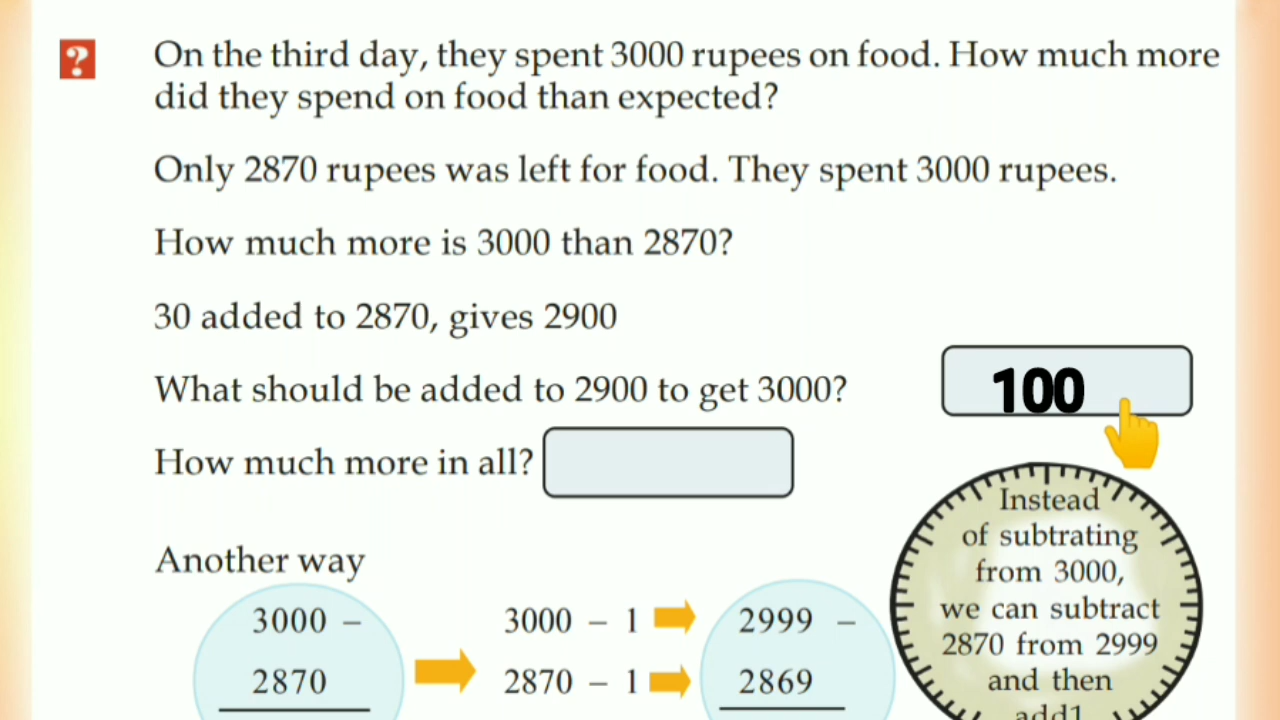 ?
On the third day, they spent 3000 rupees on food. How much more
did they spend on food than expected?
Only 2870 rupees was left for food. They spent 3000 rupees.
How much more is 3000 than 2870?
30 added to 2870, gives 2900
What should be added to 2900 to get 3000?
100
How much more in all?
Another way
3000 –
2870
3000 – 1
2870 – 1
2999 –
2869
Instead
of subtrating
from 3000,
we can subtract
2870 from 2999
and then
add1